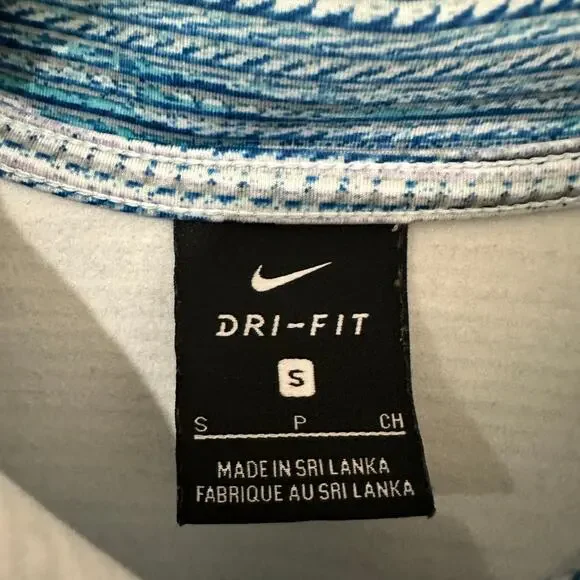 DRI-FIT
S
S P CH
MADE IN SRI LANKA
FABRIQUE AU SRI LANKA